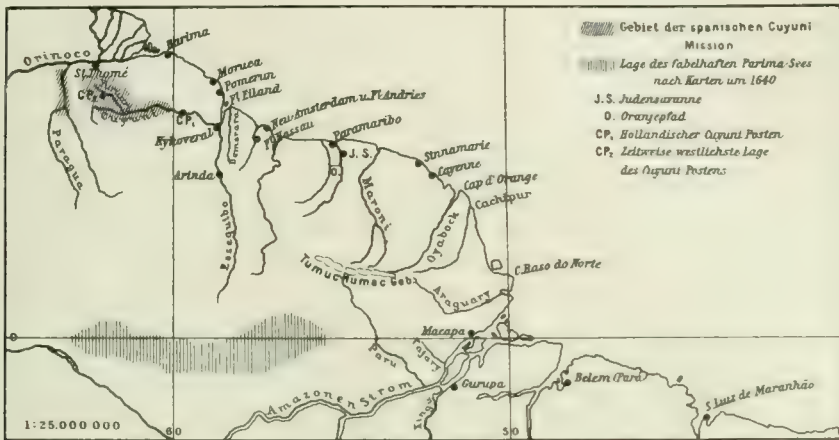 Gebiet der spanischen Cuyuni
Mission
Lage des fabelhaften Parima-Sees
nach Karten um 1640
J.S. Judensavanne
O. Oranjepfad
CP₁ Holländischer Cuyuni Posten
CP₂ Zeitweise westlichste Lage
des Cuyuni Postens
Orinoco
Barima
St. Thomé
Moruca
Pomerun
Fl. Eiland
CP₂
CP₁
Cuyuni
Kykoveral
Demerara
Neu-Amsterdam u. Ft Andries
Ft Nassau
Paramaribo
J.S.
O.
Sinnamarie
Cayenne
Paragua
Arinda
Essequibo
Maroni
Cap d'Orange
Cachipur
Oyabock
Tumuc Humac Geb.
C. Raso do Norte
Araguary
0
Macapa
Paru
Amazonen Strom
Gurupa
Xingu
Belem (Pará)
S. Luiz de Maranhão
1:25.000 000
60
50